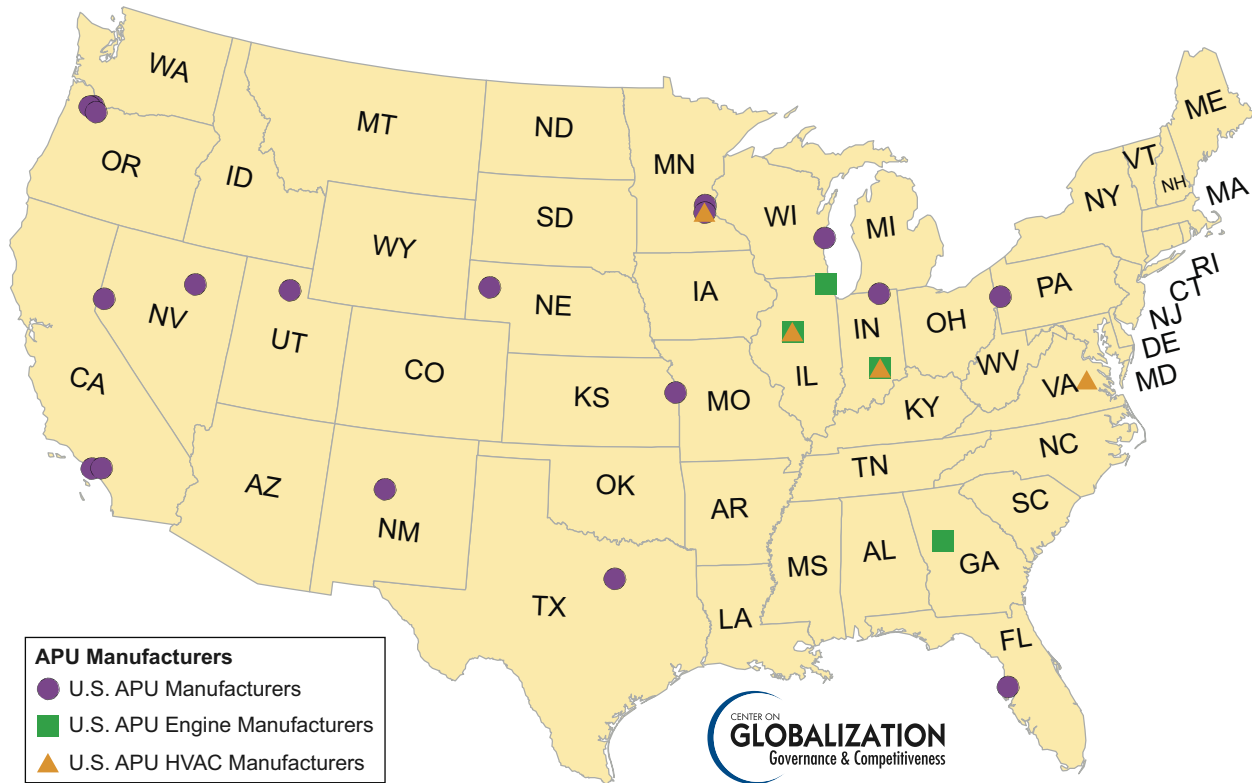 WA
MT
ND
MN
ME
VT
NH
OR
ID
SD
WI
MI
NY
MA
WY
RI
NE
IA
PA
CT
NV
UT
IL
IN
OH
NJ
DE
CA
CO
KS
MO
WV
VA
MD
KY
AZ
NM
OK
AR
TN
NC
SC
TX
LA
MS
AL
GA
FL
APU Manufacturers
U.S. APU Manufacturers
U.S. APU Engine Manufacturers
U.S. APU HVAC Manufacturers
CENTER ON
GLOBALIZATION
Governance & Competitiveness